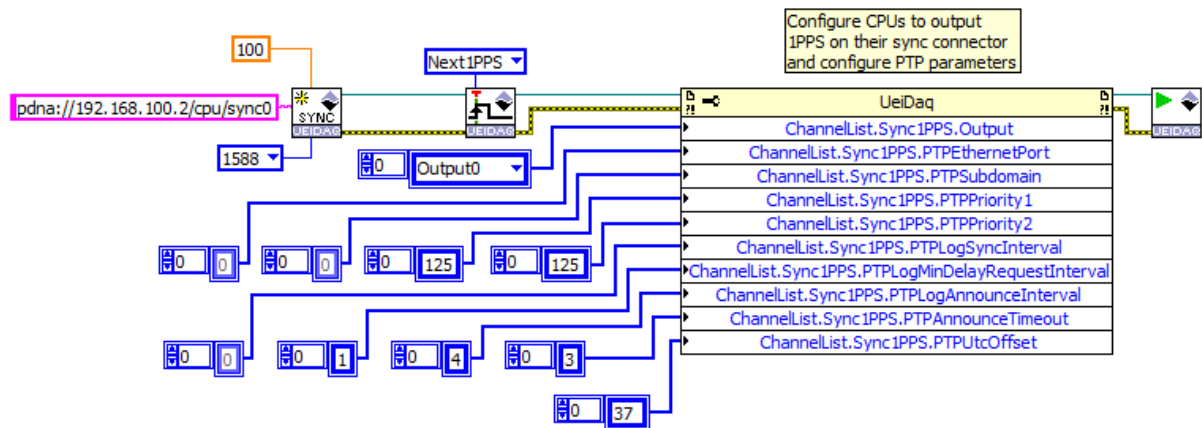 Configure CPUs to output
1PPS on their sync connector
and configure PTP parameters
100
Next1PPS
pdna://192.168.100.2/cpu/sync0
SYNC
UEIDAQ
UEIDAQ
UeiDaq
UEIDAQ
1588
0 Output0
ChannelList.Sync1PPS.Output
ChannelList.Sync1PPS.PTPEthernetPort
ChannelList.Sync1PPS.PTPSubdomain
ChannelList.Sync1PPS.PTPPriority1
ChannelList.Sync1PPS.PTPPriority2
ChannelList.Sync1PPS.PTPLogSyncInterval
ChannelList.Sync1PPS.PTPLogMinDelayRequestInterval
ChannelList.Sync1PPS.PTPLogAnnounceInterval
ChannelList.Sync1PPS.PTPAnnounceTimeout
ChannelList.Sync1PPS.PTPUtcOffset
0 0 0 0 0 125 0 125
0 0 0 1 0 4 0 3
0 37